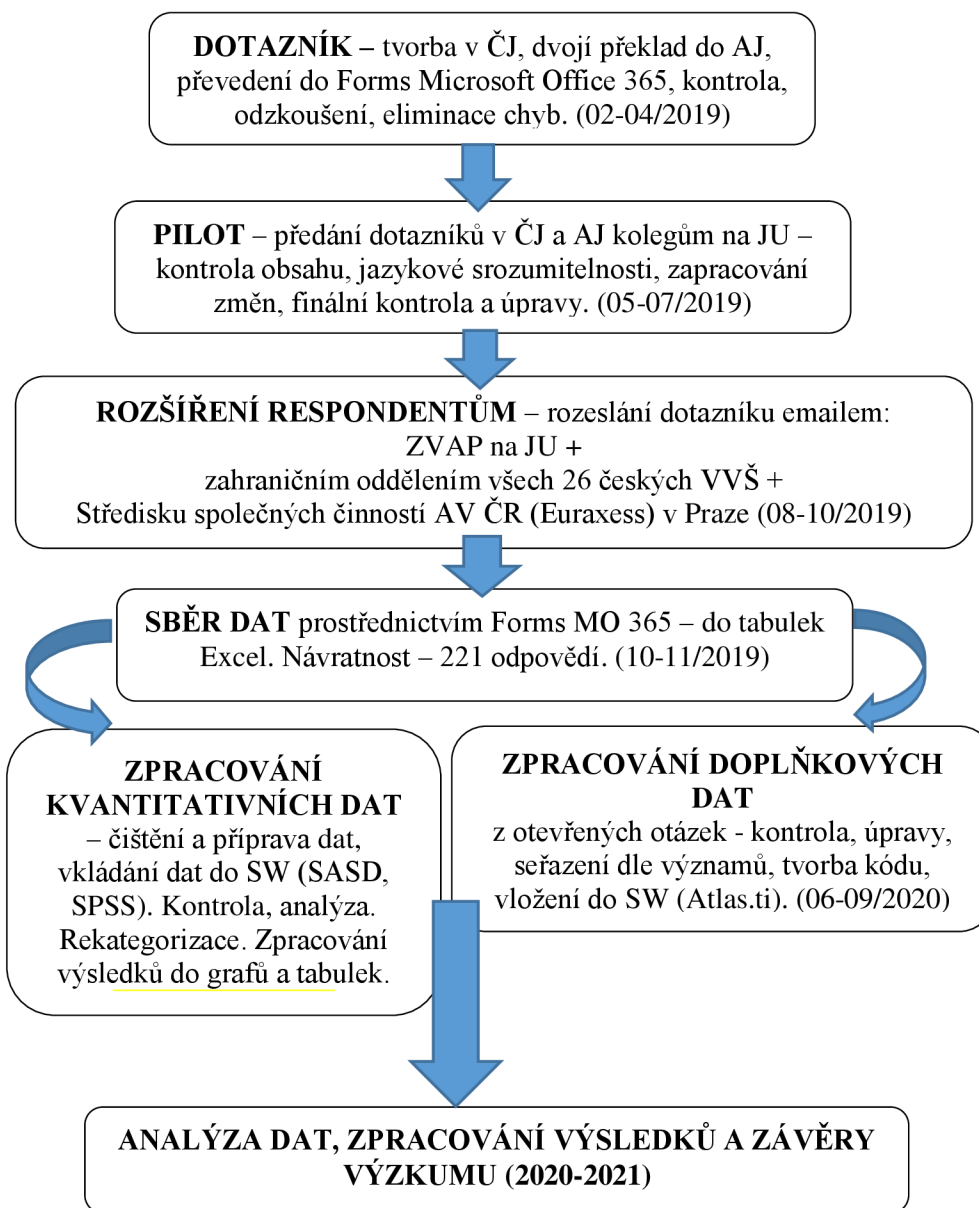 DOTAZNÍK – tvorba v ČJ, dvojí překlad do AJ,
převedení do Forms Microsoft Office 365, kontrola,
odzkoušení, eliminace chyb. (02-04/2019)
PILOT – předání dotazníků v ČJ a AJ kolegům na JU –
kontrola obsahu, jazykové srozumitelnosti, zapracování
změn, finální kontrola a úpravy. (05-07/2019)
ROZŠÍŘENÍ RESPONDENTŮM – rozeslání dotazníku emailem:
ZVAP na JU +
zahraničním oddělením všech 26 českých VVŠ +
Středisku společných činností AV ČR (Euraxess) v Praze (08-10/2019)
SBĚR DAT prostřednictvím Forms MO 365 – do tabulek
Excel. Návratnost – 221 odpovědí. (10-11/2019)
ZPRACOVÁNÍ
KVANTITATIVNÍCH DAT
– čištění a příprava dat,
vkládání dat do SW (SASD,
SPSS). Kontrola, analýza.
Rekategorizace. Zpracování
výsledků do grafů a tabulek.
ZPRACOVÁNÍ DOPLŇKOVÝCH
DAT
z otevřených otázek - kontrola, úpravy,
seřazení dle významů, tvorba kódu,
vložení do SW (Atlas.ti). (06-09/2020)
ANALÝZA DAT, ZPRACOVÁNÍ VÝSLEDKŮ A ZÁVĚRY
VÝZKUMU (2020-2021)